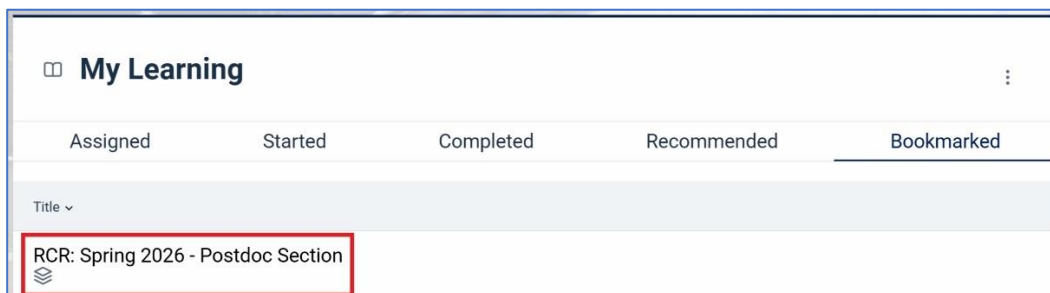 My Learning
Assigned Started Completed Recommended Bookmarked
Title
RCR: Spring 2026 - Postdoc Section